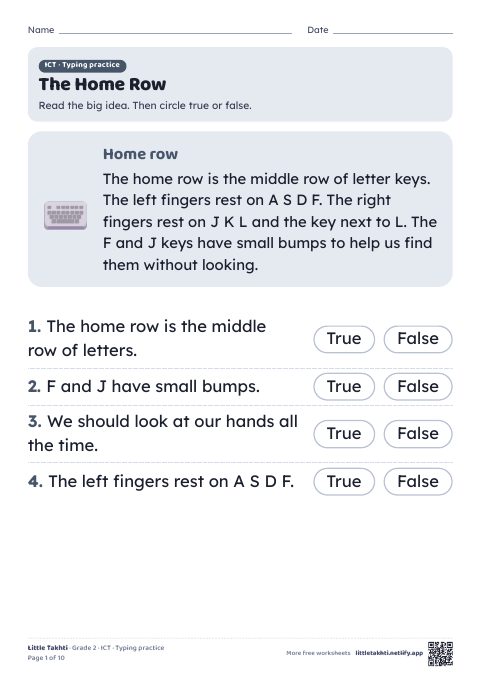 Name
Date
ICT · Typing practice
The Home Row
Read the big idea. Then circle true or false.
Home row
The home row is the middle row of letter keys.
The left fingers rest on A S D F. The right
fingers rest on J K L and the key next to L. The
F and J keys have small bumps to help us find
them without looking.
1. The home row is the middle
row of letters.
True False
2. F and J have small bumps.
True False
3. We should look at our hands all
the time.
True False
4. The left fingers rest on A S D F.
True False
Little Takhti · Grade 2 · ICT · Typing practice
Page 1 of 10
More free worksheets · littletakhti.netlify.app